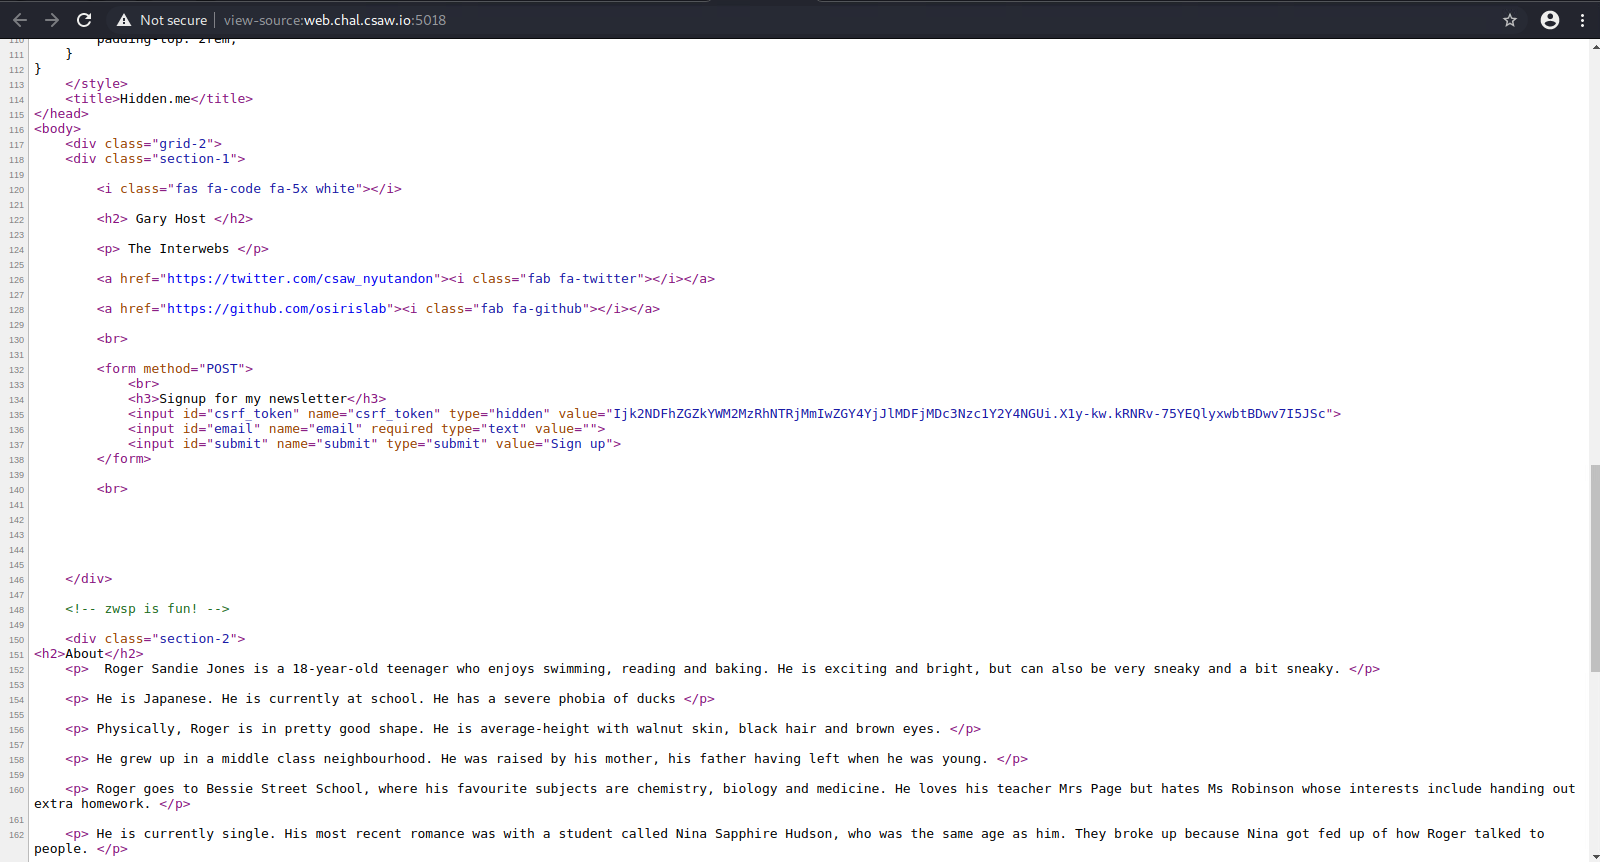 Not secure | view-source:web.chal.csaw.io:5018
110 padding-top: 2rem;
111 }
112 }
113 </style>
114 <title>Hidden.me</title>
115 </head>
116 <body>
117 <div class="grid-2">
118 <div class="section-1">
119
120 <i class="fas fa-code fa-5x white"></i>
121
122 <h2> Gary Host </h2>
123
124 <p> The Interwebs </p>
125
126 <a href="https://twitter.com/csaw_nyutandon"><i class="fab fa-twitter"></i></a>
127
128 <a href="https://github.com/osirislab"><i class="fab fa-github"></i></a>
129
130 <br>
131
132 <form method="POST">
133 <br>
134 <h3>Signup for my newsletter</h3>
135 <input id="csrf_token" name="csrf_token" type="hidden" value="Ijk2NDFhZGZkYWM2MzRhNTRjMmIwZGY4YjJlMDFjMDc3Nzc1Y2Y4NGUi.X1y-kw.kRNRv-75YEQlyxwbtBDwv7I5JSc">
136 <input id="email" name="email" required type="text" value="">
137 <input id="submit" name="submit" type="submit" value="Sign up">
138 </form>
139
140 <br>
141
142
143
144
145
146 </div>
147
148 <!-- zwsp is fun! -->
149
150 <div class="section-2">
151 <h2>About</h2>
152 <p> Roger Sandie Jones is a 18-year-old teenager who enjoys swimming, reading and baking. He is exciting and bright, but can also be very sneaky and a bit sneaky. </p>
153
154 <p> He is Japanese. He is currently at school. He has a severe phobia of ducks </p>
155
156 <p> Physically, Roger is in pretty good shape. He is average-height with walnut skin, black hair and brown eyes. </p>
157
158 <p> He grew up in a middle class neighbourhood. He was raised by his mother, his father having left when he was young. </p>
159
160 <p> Roger goes to Bessie Street School, where his favourite subjects are chemistry, biology and medicine. He loves his teacher Mrs Page but hates Ms Robinson whose interests include handing out
extra homework. </p>
161
162 <p> He is currently single. His most recent romance was with a student called Nina Sapphire Hudson, who was the same age as him. They broke up because Nina got fed up of how Roger talked to
people. </p>